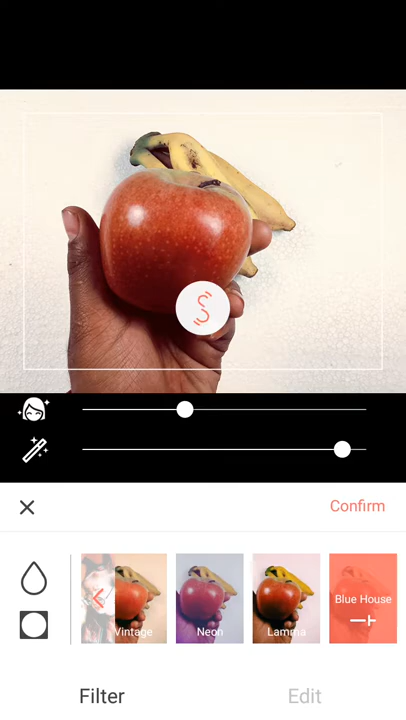 Confirm
Vintage
Neon
Lamma
Blue House
Filter
Edit